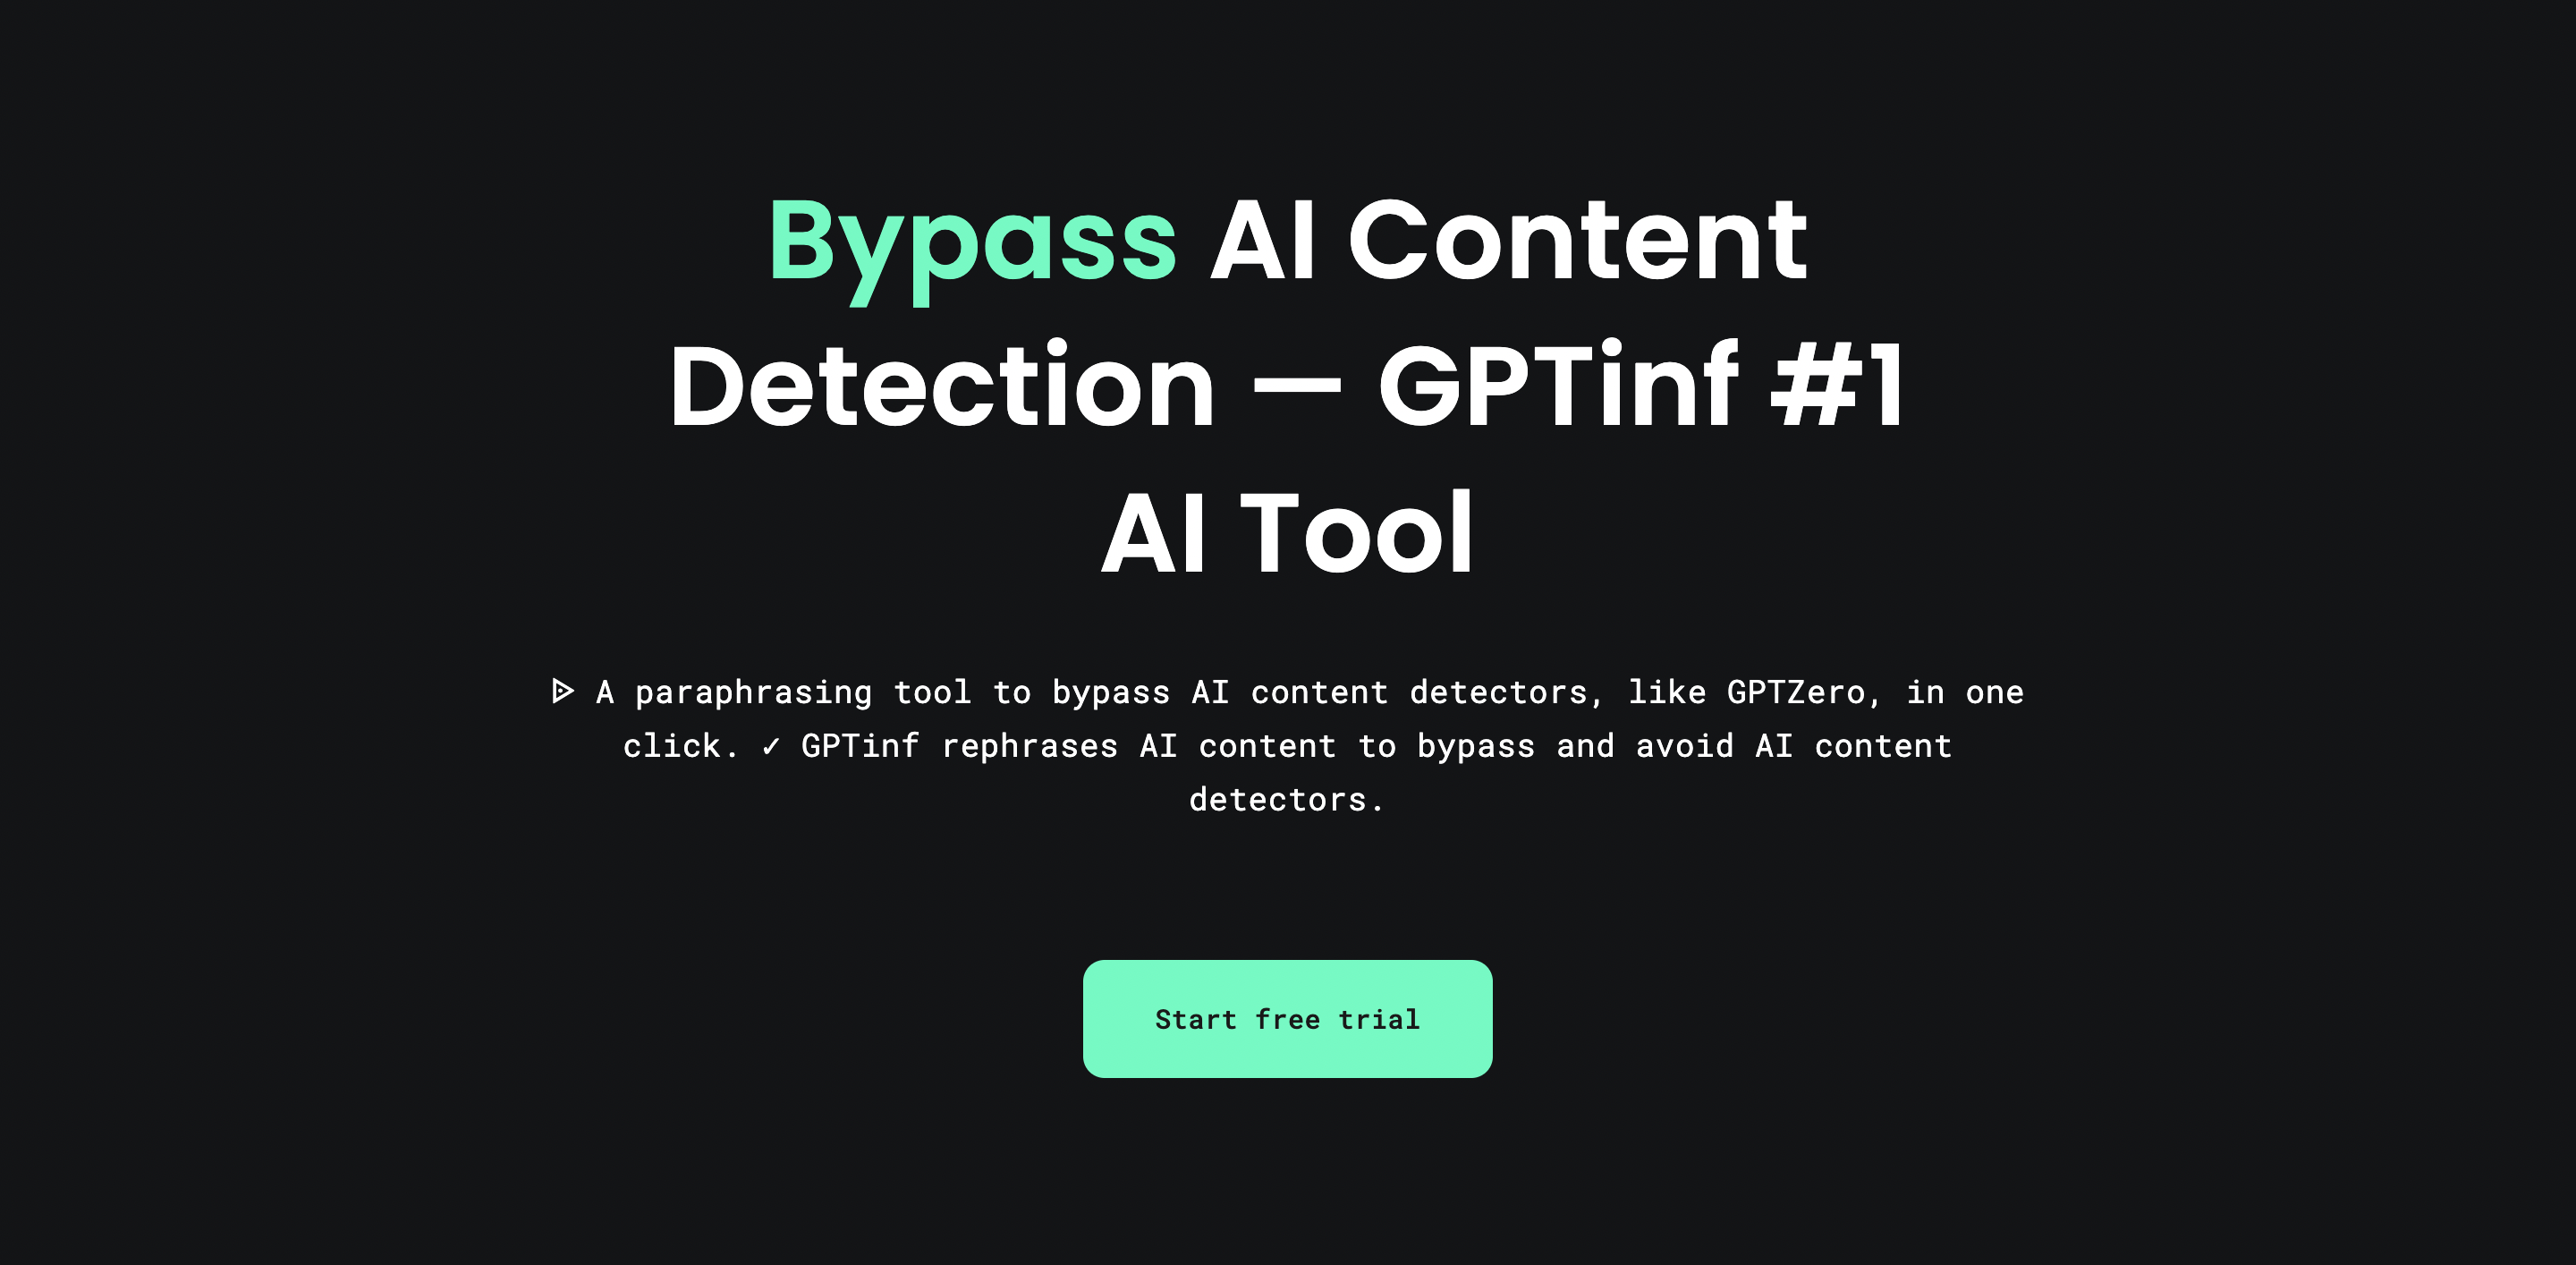 Bypass AI Content
Detection — GPTinf #1
AI Tool
ᐉ A paraphrasing tool to bypass AI content detectors, like GPTZero, in one
click. ✓ GPTinf rephrases AI content to bypass and avoid AI content
detectors.
Start free trial